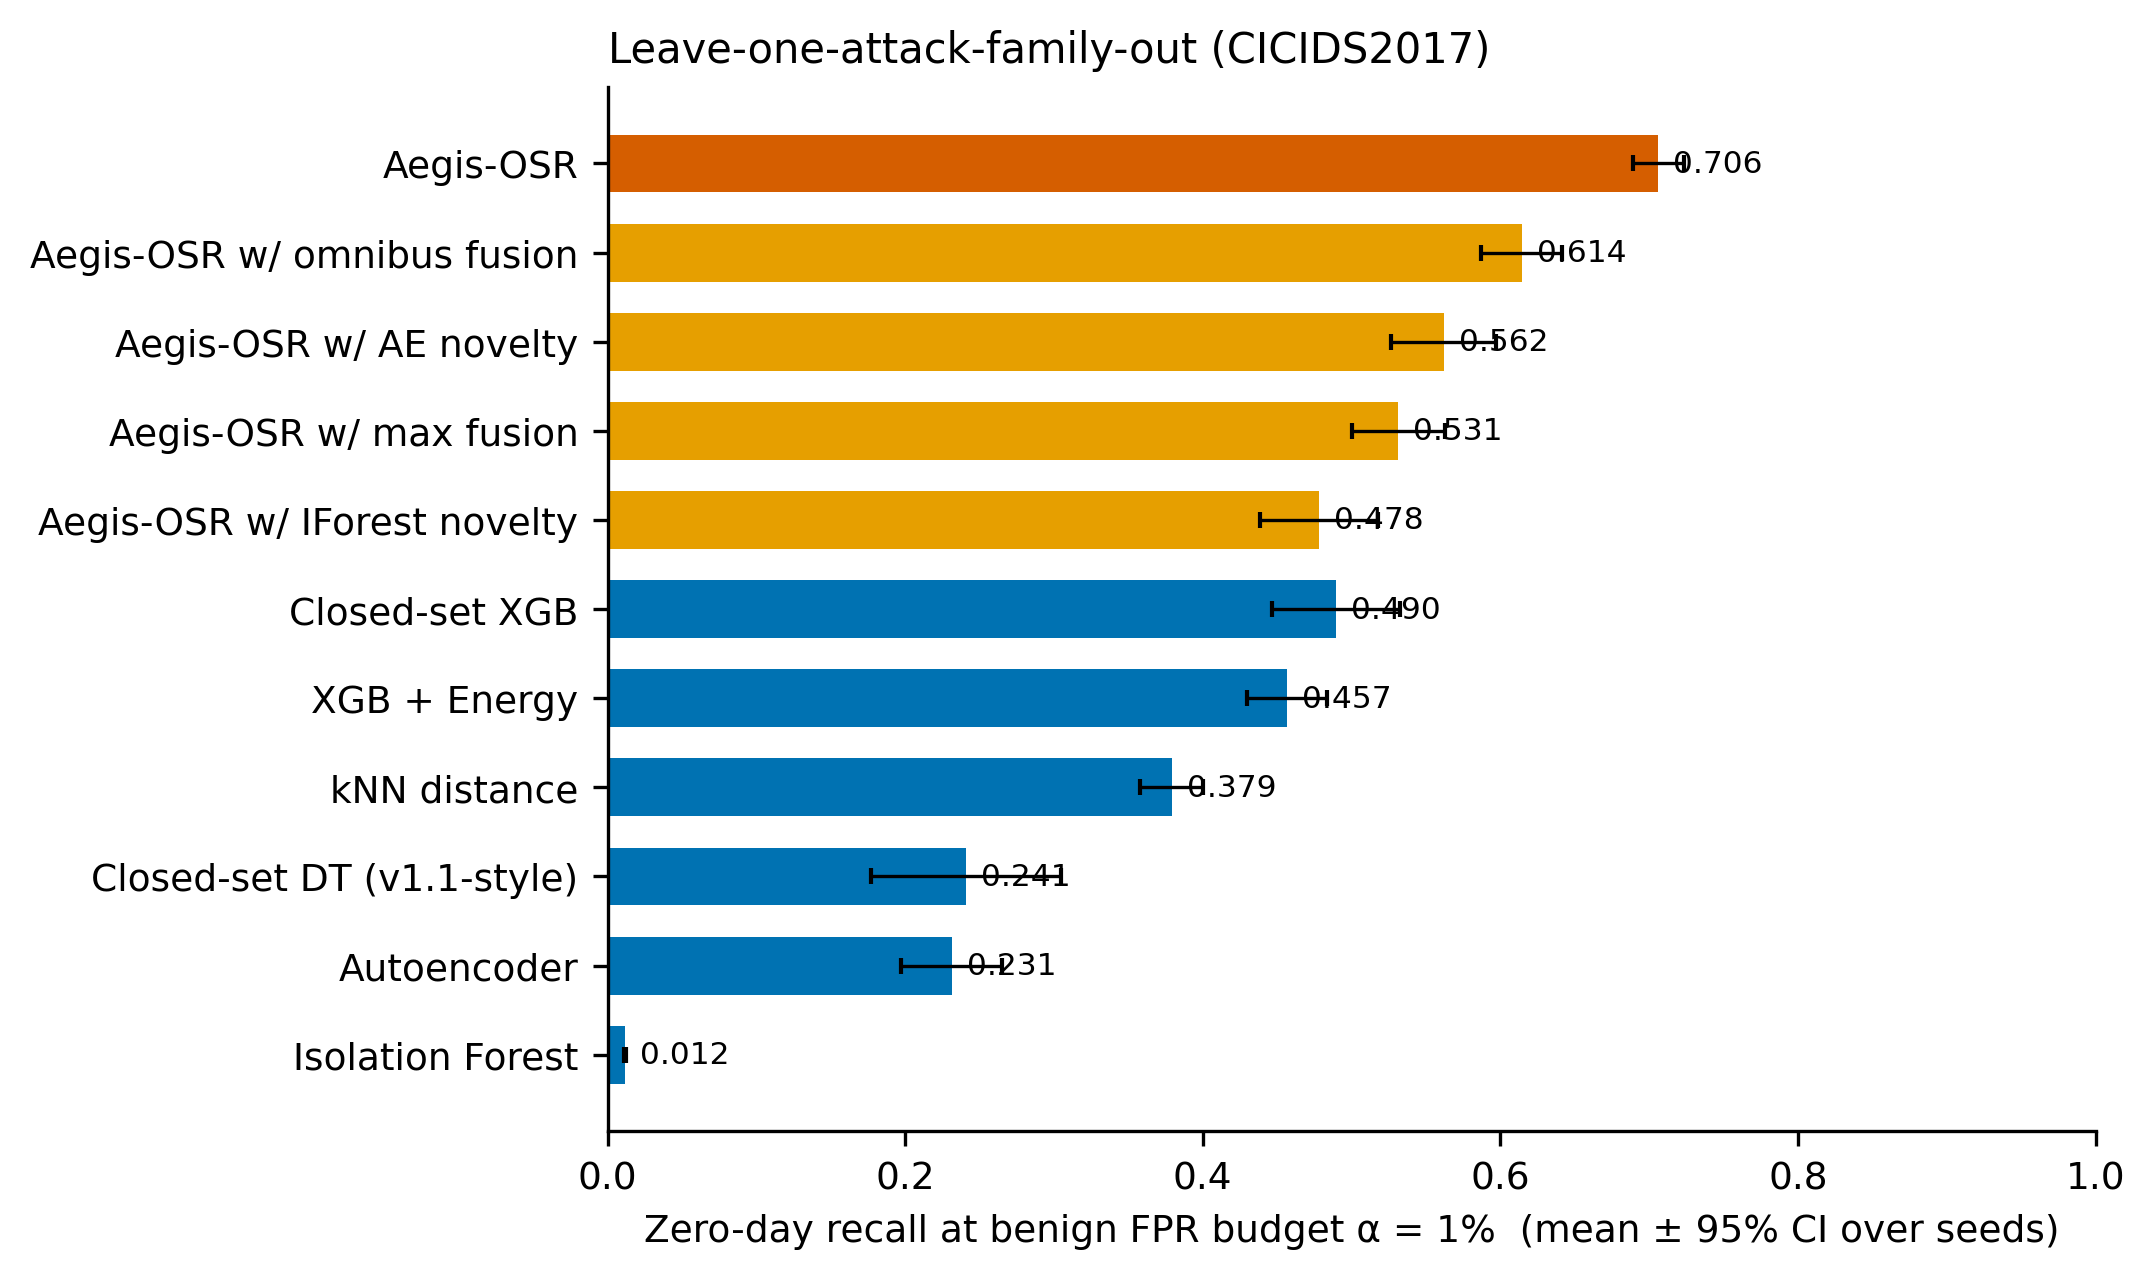 Leave-one-attack-family-out (CICIDS2017)
Aegis-OSR 0.706
Aegis-OSR w/ omnibus fusion 0.614
Aegis-OSR w/ AE novelty 0.562
Aegis-OSR w/ max fusion 0.531
Aegis-OSR w/ IForest novelty 0.478
Closed-set XGB 0.490
XGB + Energy 0.457
kNN distance 0.379
Closed-set DT (v1.1-style) 0.241
Autoencoder 0.231
Isolation Forest 0.012
0.0 0.2 0.4 0.6 0.8 1.0
Zero-day recall at benign FPR budget α = 1% (mean ± 95% CI over seeds)